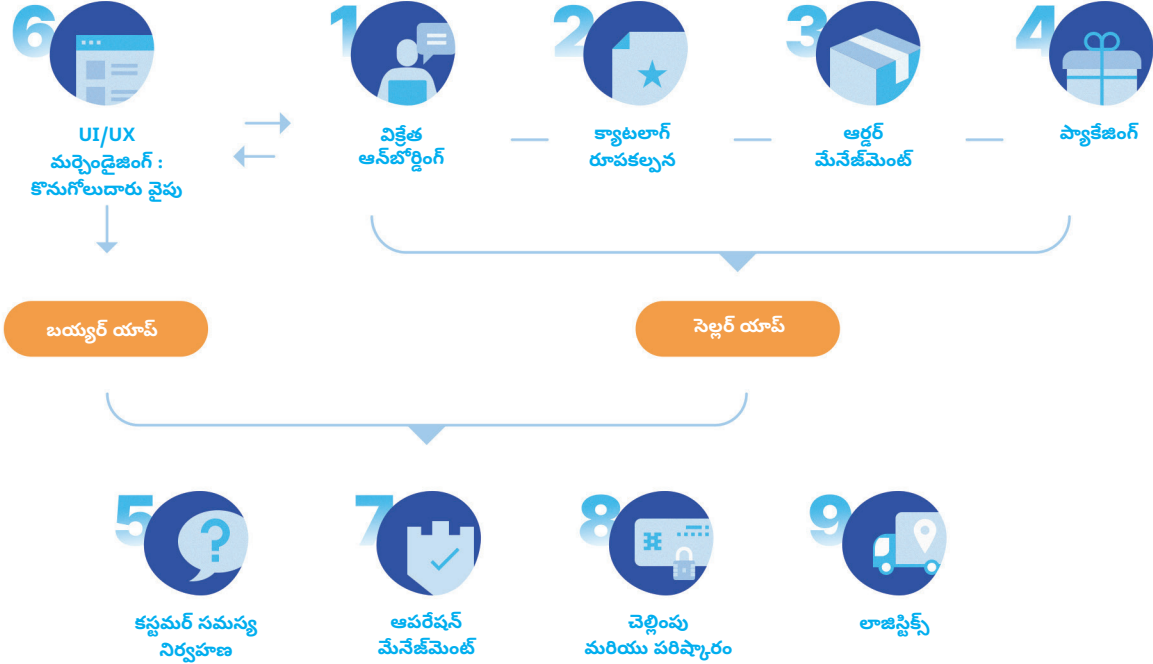 6
UI/UX
మర్చెండైజింగ్ :
కొనుగోలుదారు వైపు
1
విక్రేత
ఆన్‌బోర్డింగ్
2
క్యాటలాగ్
రూపకల్పన
3
ఆర్డర్
మేనేజ్‌మెంట్
4
ప్యాకేజింగ్
బయ్యర్ యాప్
సెల్లర్ యాప్
5
కస్టమర్ సమస్య
నిర్వహణ
7
ఆపరేషన్
మేనేజ్‌మెంట్
8
చెల్లింపు
మరియు పరిష్కారం
9
లాజిస్టిక్స్